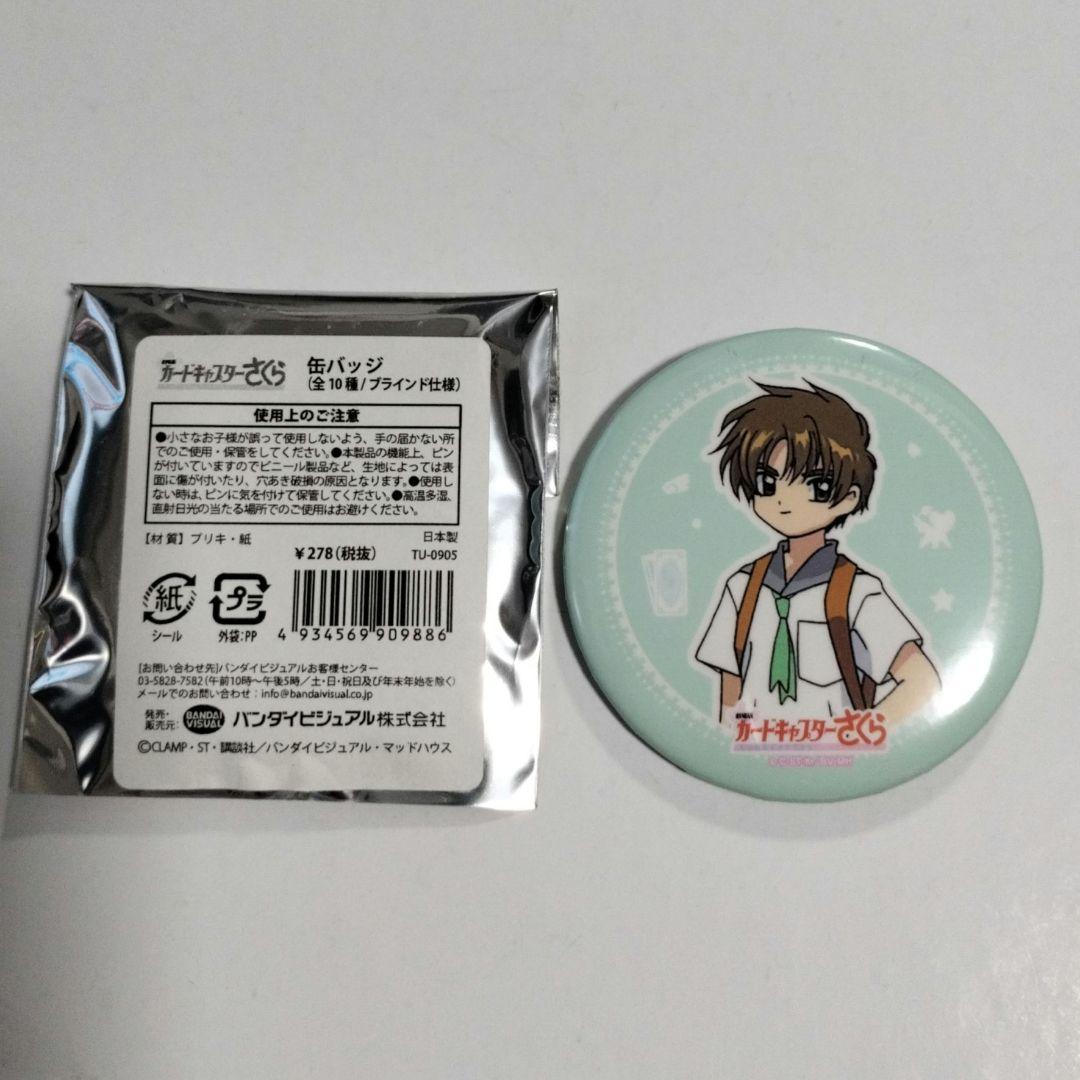 劇場版
カードキャプターさくら
缶バッジ
(全10種/ブラインド仕様)
使用上のご注意
●小さなお子様が誤って使用しないよう、手の届かない所
でのご使用・保管をしてください。●本製品の機能上、ピン
が付いていますのでビニール製品など、生地によっては表
面に傷が付いたり、穴あき破損の原因となります。●使用し
ない時は、ピンに気を付けて保管してください。●高温多湿、
直射日光の当たる場所でのご使用はお避けください。
【材 質】ブリキ・紙
日本製
¥278(税抜)
TU-0905
紙
シール
プラ
外袋:PP
4 934569 909886
[お問い合わせ先]バンダイビジュアルお客様センター
03-5828-7582(午前10時〜午後5時/土・日・祝日及び年末年始を除く)
メールでのお問い合わせ:info@bandaivisual.co.jp
発売・
販売元:
BANDAI
VISUAL
バンダイビジュアル株式会社
©CLAMP・ST・講談社/バンダイビジュアル・マッドハウス
劇場版
カードキャプターさくら